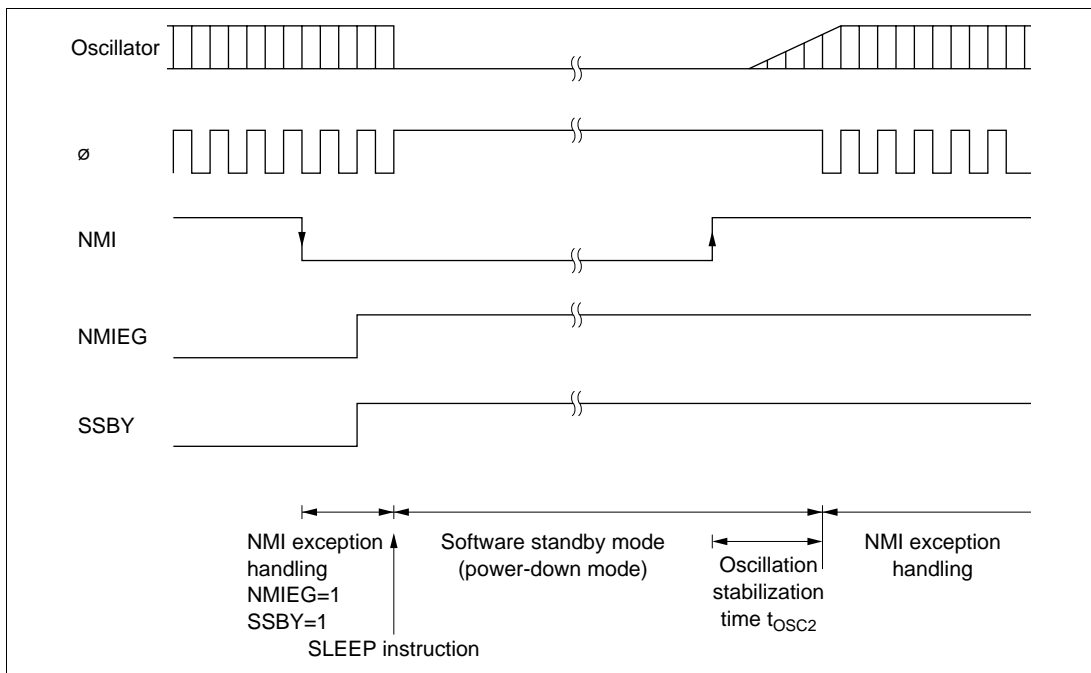 Oscillator
ø
NMI
NMIEG
SSBY
NMI exception
handling
NMIEG=1
SSBY=1
SLEEP instruction
Software standby mode
(power-down mode)
Oscillation
stabilization
time tOSC2
NMI exception
handling